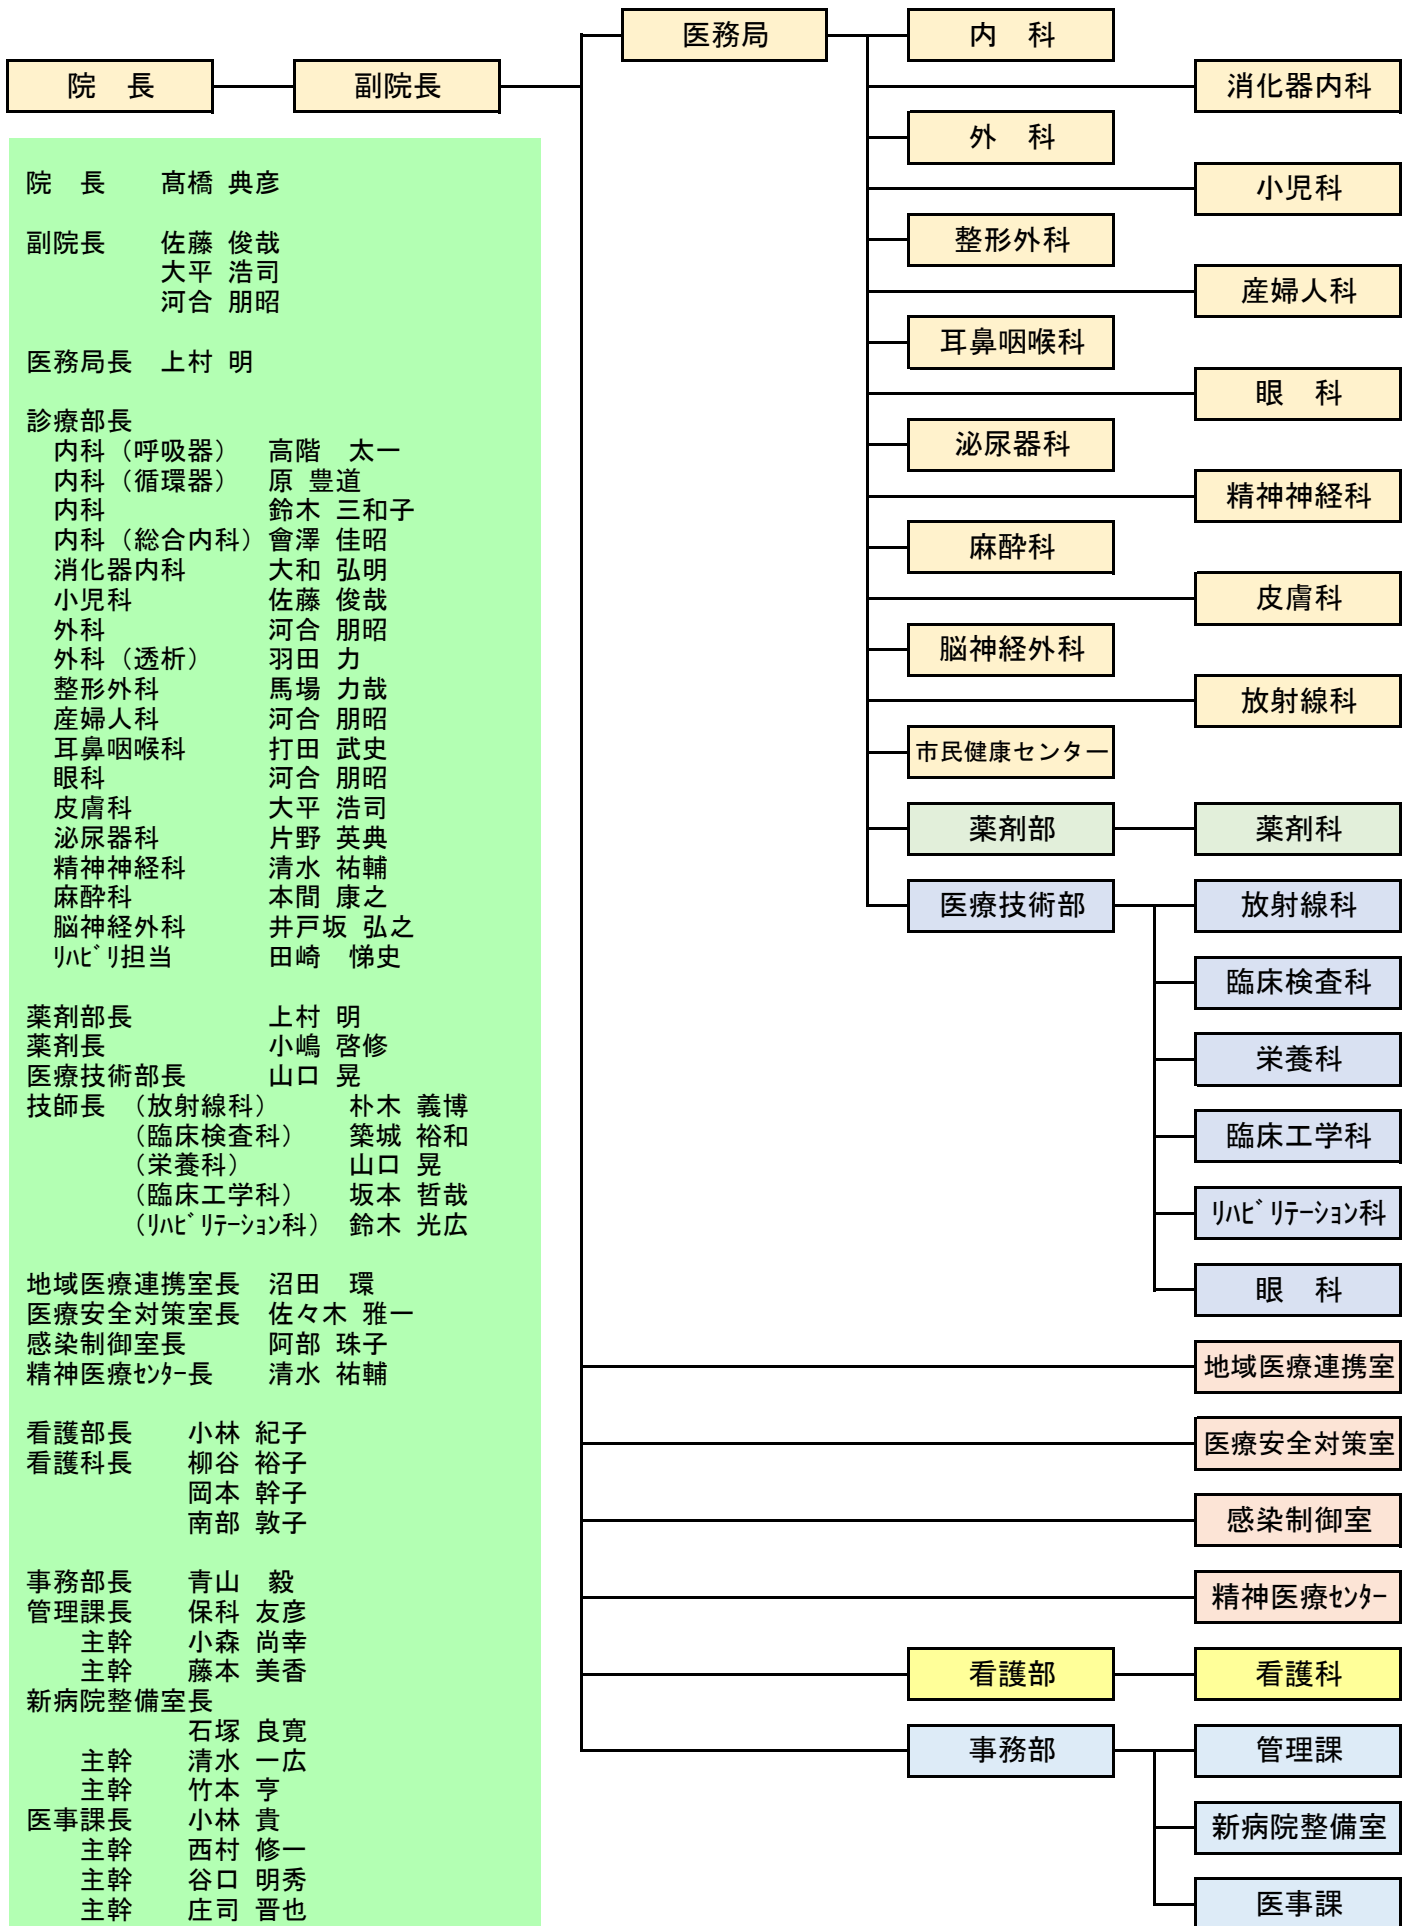 院　長
副院長
医務局
内　科
消化器内科
外　科
小児科
整形外科
産婦人科
耳鼻咽喉科
眼　科
泌尿器科
精神神経科
麻酔科
皮膚科
脳神経外科
放射線科
市民健康センター
薬剤部
薬剤科
医療技術部
放射線科
臨床検査科
栄養科
臨床工学科
ﾘﾊﾋﾞﾘﾃｰｼｮﾝ科
眼　科
地域医療連携室
医療安全対策室
感染制御室
精神医療ｾﾝﾀｰ
看護部
看護科
事務部
管理課
新病院整備室
医事課
院　長　　髙橋 典彦
副院長　　佐藤 俊哉
大平 浩司
河合 朋昭
医務局長　上村 明
診療部長
内科（呼吸器）　高階　太一
内科（循環器）　原 豊道
内科　鈴木 三和子
内科（総合内科）會澤 佳昭
消化器内科　大和 弘明
小児科　佐藤 俊哉
外科　河合 朋昭
外科（透析）　羽田 力
整形外科　馬場 力哉
産婦人科　河合 朋昭
耳鼻咽喉科　打田 武史
眼科　河合 朋昭
皮膚科　大平 浩司
泌尿器科　片野 英典
精神神経科　清水 祐輔
麻酔科　本間 康之
脳神経外科　井戸坂 弘之
ﾘﾊﾋﾞﾘ担当　田崎　悌史
薬剤部長　上村 明
薬剤長　小嶋 啓修
医療技術部長　山口 晃
技師長　（放射線科）　朴木 義博
（臨床検査科）　築城 裕和
（栄養科）　山口 晃
（臨床工学科）　坂本 哲哉
（ﾘﾊﾋﾞﾘﾃｰｼｮﾝ科）　鈴木 光広
地域医療連携室長　沼田　環
医療安全対策室長　佐々木 雅一
感染制御室長　阿部 珠子
精神医療ｾﾝﾀｰ長　清水 祐輔
看護部長　小林 紀子
看護科長　柳谷 裕子
岡本 幹子
南部 敦子
事務部長　青山　毅
管理課長　保科 友彦
主幹　小森 尚幸
主幹　藤本 美香
新病院整備室長
石塚 良寛
主幹　清水 一広
主幹　竹本 亨
医事課長　小林 貴
主幹　西村 修一
主幹　谷口 明秀
主幹　庄司 晋也